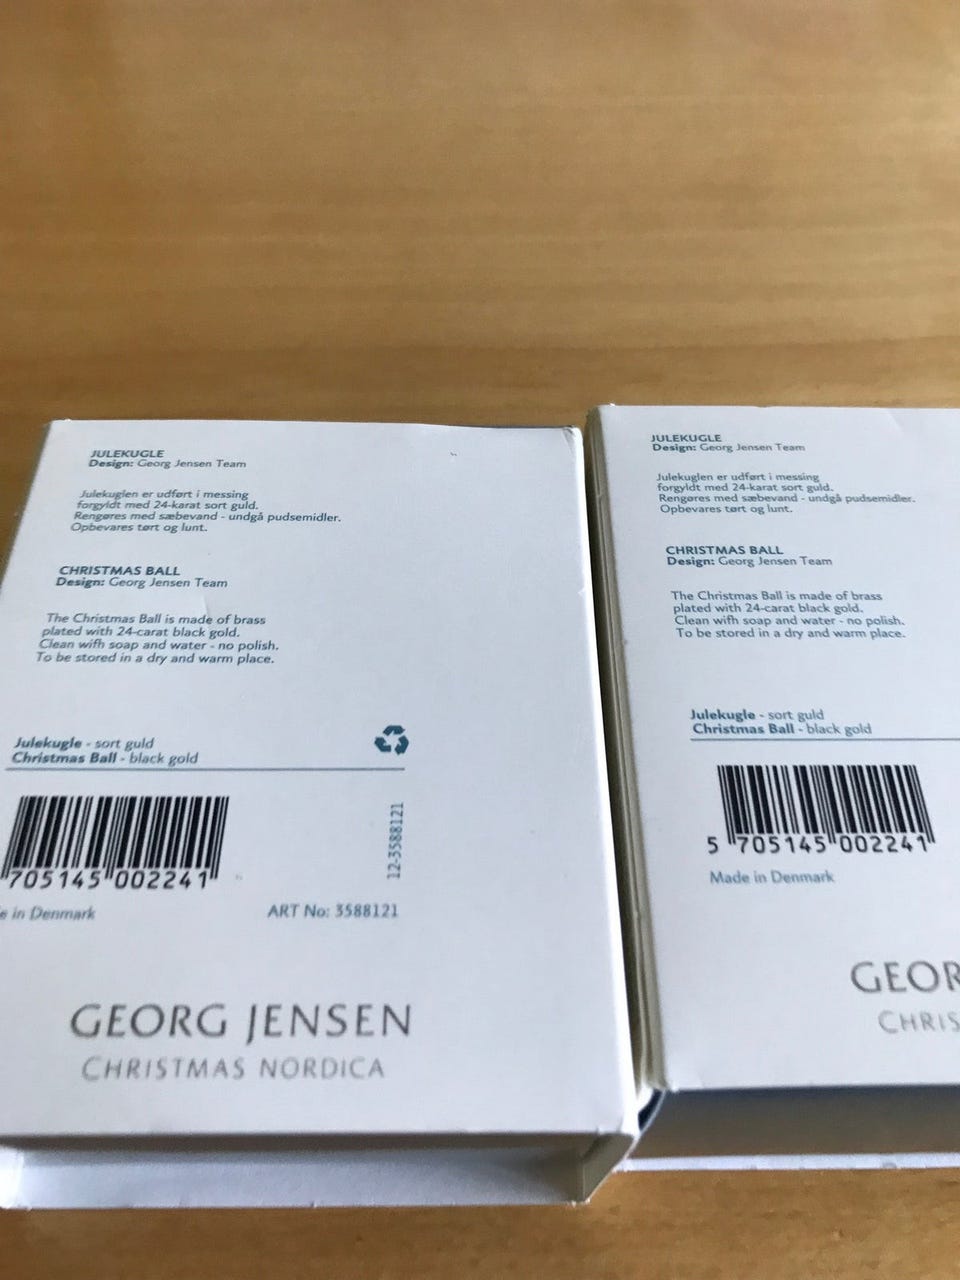 JULEKUGLE
Design: Georg Jensen Team
Julekuglen er udført i messing
forgyldt med 24-karat sort guld.
Rengøres med sæbevand - undgå pudsemidler.
Opbevares tørt og lunt.
CHRISTMAS BALL
Design: Georg Jensen Team
The Christmas Ball is made of brass
plated with 24-carat black gold.
Clean wifh soap and water - no polish.
To be stored in a dry and warm place.
Julekugle - sort guld
Christmas Ball - black gold
705145 002241
12-3588121
e in Denmark
ART No: 3588121
GEORG JENSEN
CHRISTMAS NORDICA
JULEKUGLE
Design: Georg Jensen Team
Julekuglen er udført i messing
forgyldt med 24-karat sort guld.
Rengøres med sæbevand - undgå pudsemidler.
Opbevares tørt og lunt.
CHRISTMAS BALL
Design: Georg Jensen Team
The Christmas Ball is made of brass
plated with 24-carat black gold.
Clean wifh soap and water - no polish.
To be stored in a dry and warm place.
Julekugle - sort guld
Christmas Ball - black gold
5 705145 002241
Made in Denmark
GEOR
CHRIS